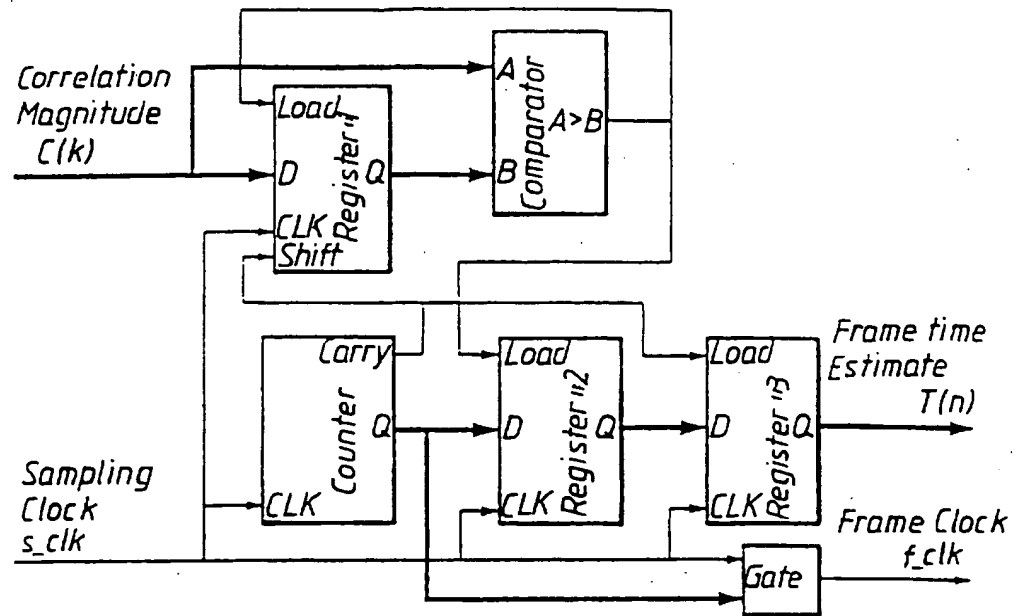 Correlation
Magnitude
C(k)
Load
D
Q
CLK
Shift
Register"1
A
B
A>B
Comparator
Carry
Q
CLK
Counter
Load
D
Q
CLK
Register"2
Load
D
Q
CLK
Register"3
Frame time
Estimate
T(n)
Sampling
Clock
s_clk
Gate
Frame Clock
f_clk